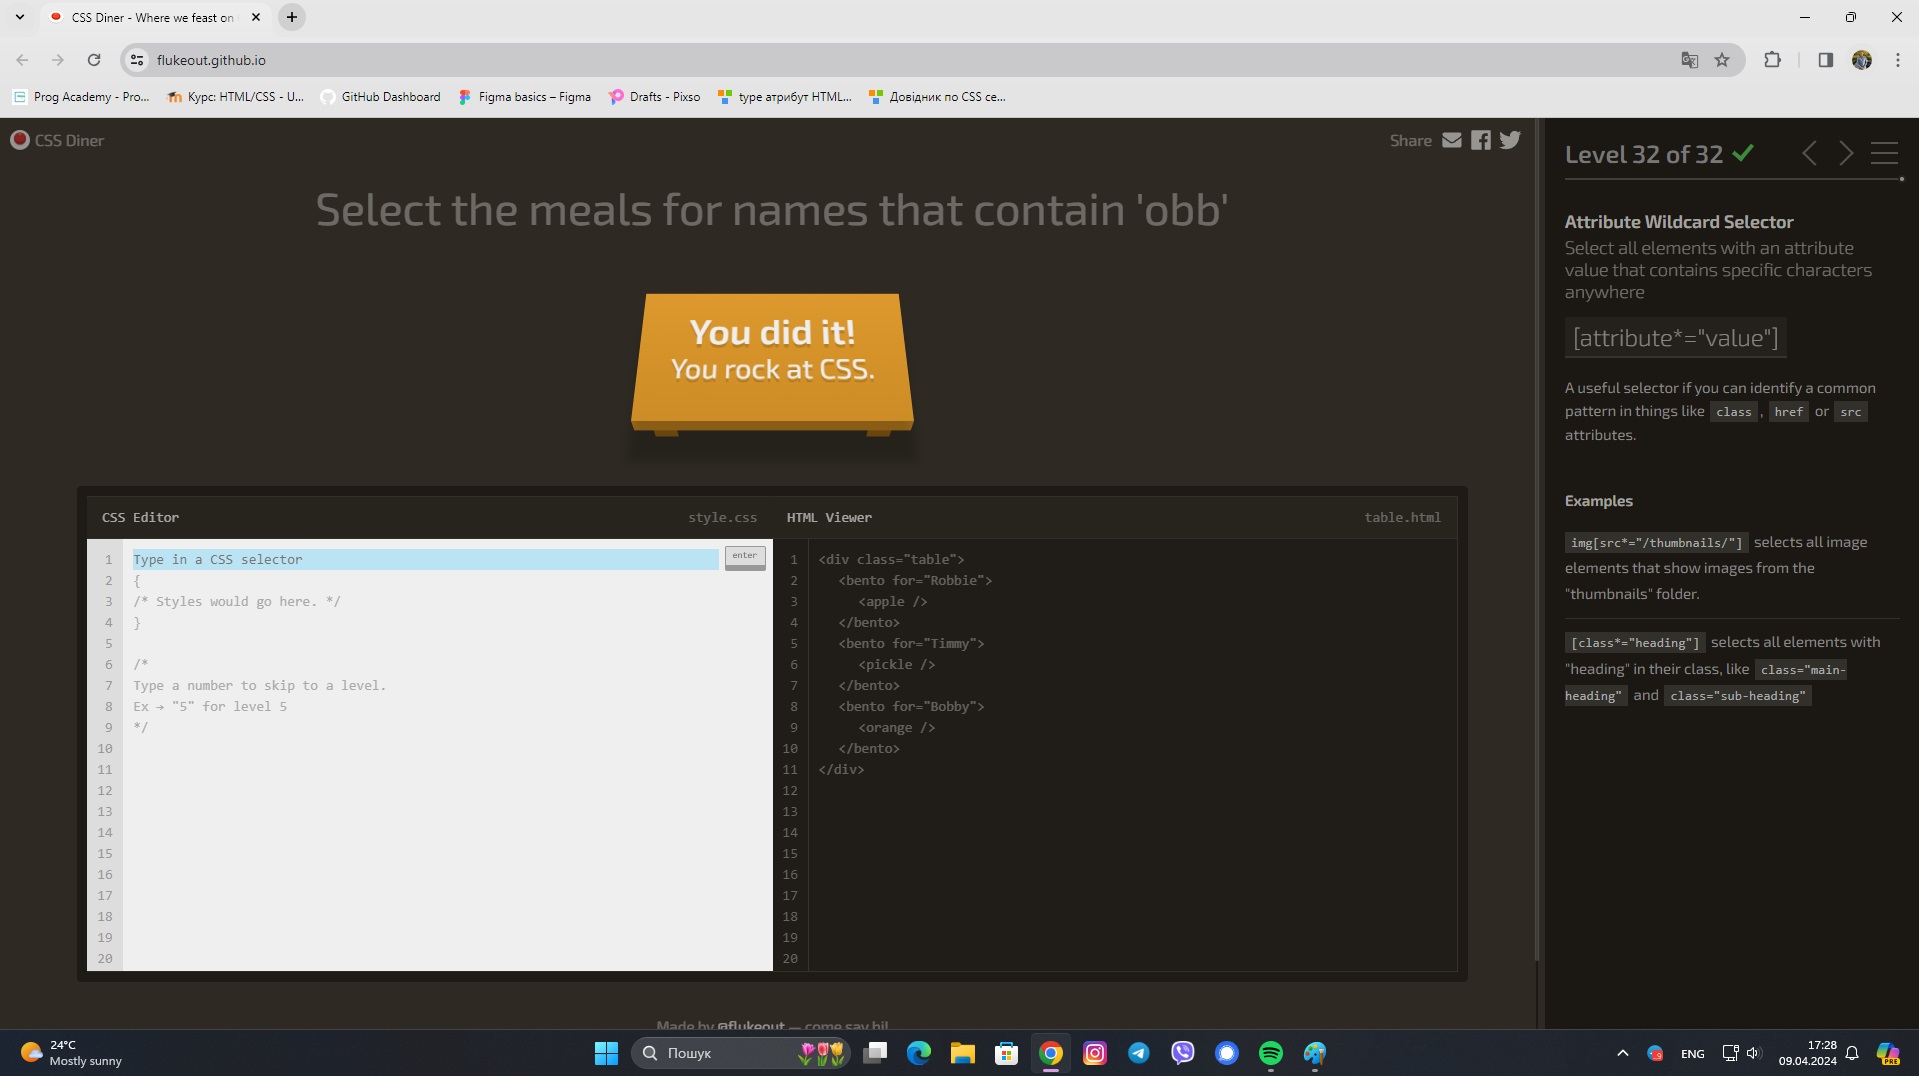 CSS Diner - Where we feast on
flukeout.github.io
Prog Academy - Pro...
Курс: HTML/CSS - U...
GitHub Dashboard
Figma basics – Figma
Drafts - Pixso
type атрибут HTML...
Довідник по CSS се...
CSS Diner
Share
Select the meals for names that contain 'obb'
You did it!
You rock at CSS.
CSS Editor
style.css
HTML Viewer
table.html
1 Type in a CSS selector
enter
2 {
3 /* Styles would go here. */
4 }
5
6 /*
7 Type a number to skip to a level.
8 Ex → "5" for level 5
9 */
10
11
12
13
14
15
16
17
18
19
20
1 <div class="table">
2 <bento for="Robbie">
3 <apple />
4 </bento>
5 <bento for="Timmy">
6 <pickle />
7 </bento>
8 <bento for="Bobby">
9 <orange />
10 </bento>
11 </div>
12
13
14
15
16
17
18
19
20
Made by @flukeout — come say hi!
Level 32 of 32
Attribute Wildcard Selector
Select all elements with an attribute
value that contains specific characters
anywhere
[attribute*="value"]
A useful selector if you can identify a common
pattern in things like class , href or src
attributes.
Examples
img[src*="/thumbnails/"] selects all image
elements that show images from the
"thumbnails" folder.
[class*="heading"] selects all elements with
"heading" in their class, like class="main-
heading" and class="sub-heading"
24°C
Mostly sunny
Пошук
ENG
17:28
09.04.2024
PRE